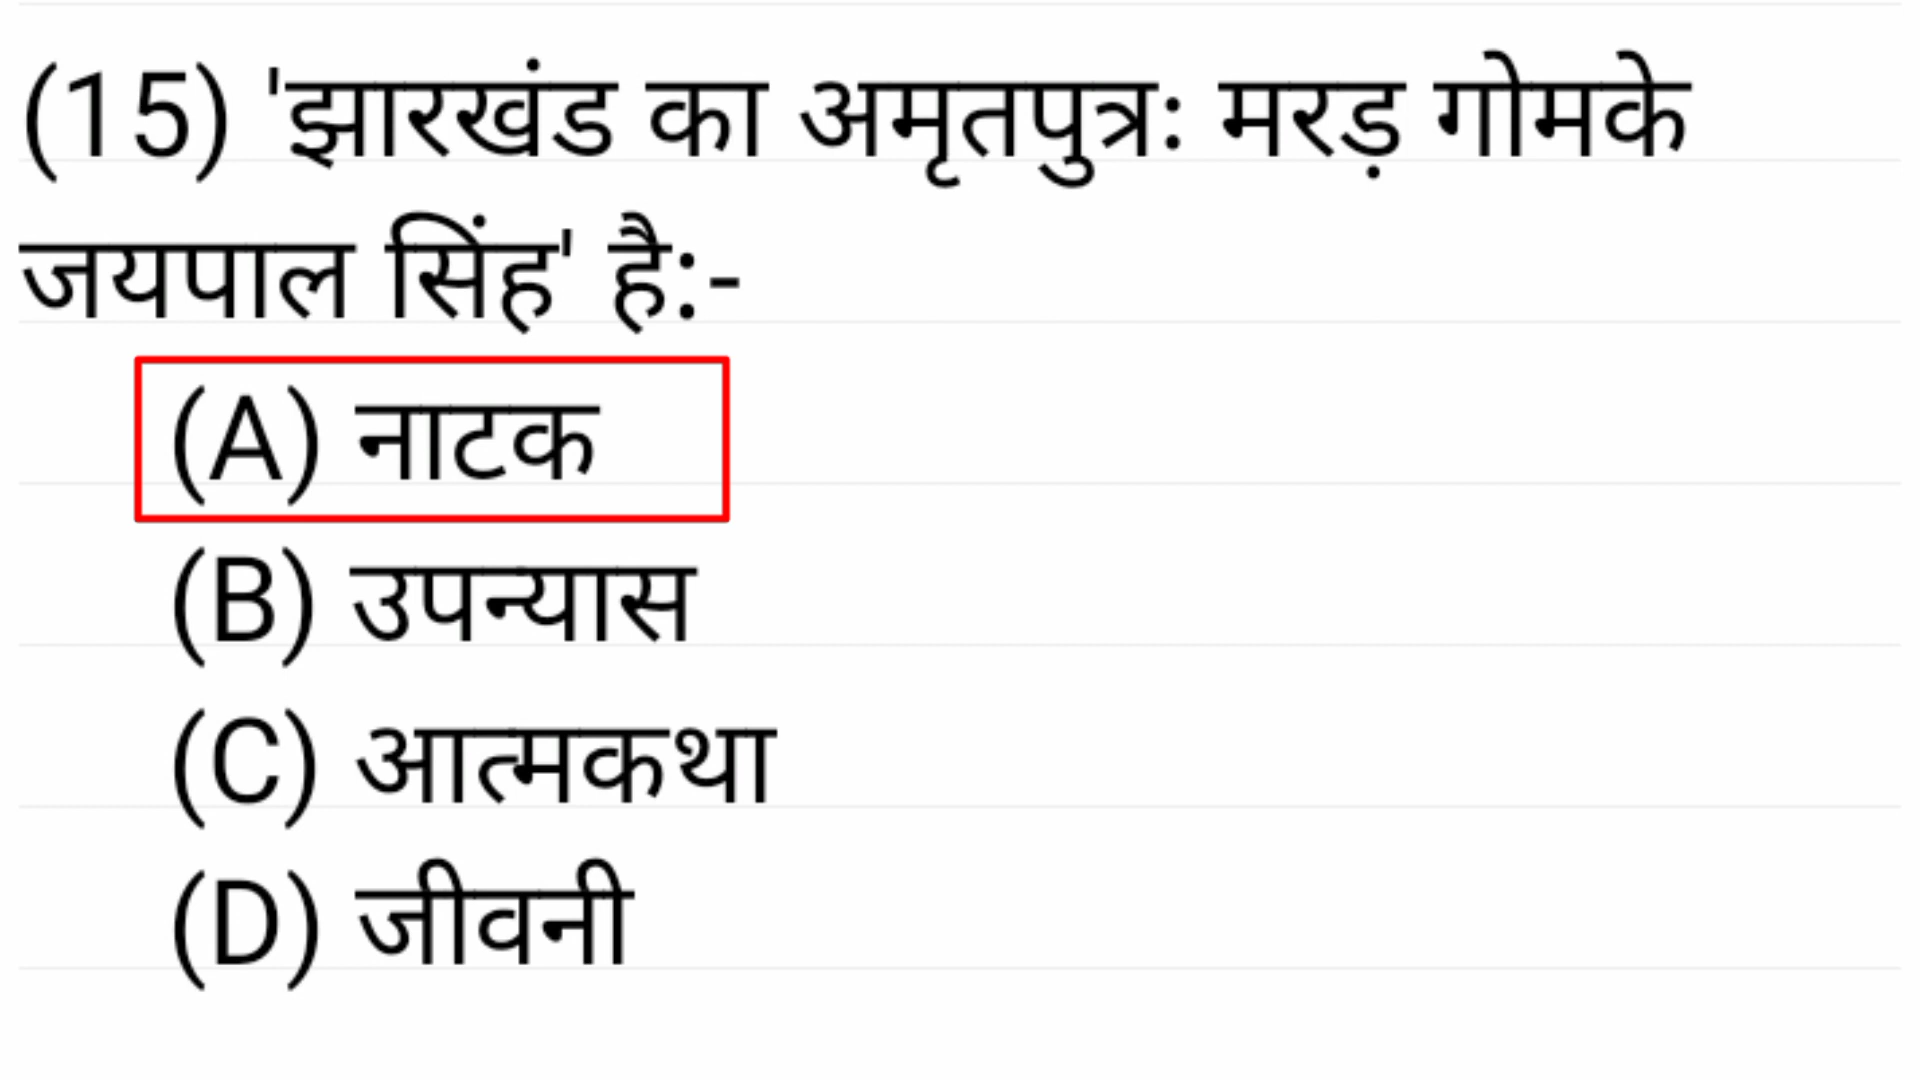 (15) 'झारखंड का अमृतपुत्रः मरड़ गोमके
जयपाल सिंह' है:-
(A) नाटक
(B) उपन्यास
(C) आत्मकथा
(D) जीवनी